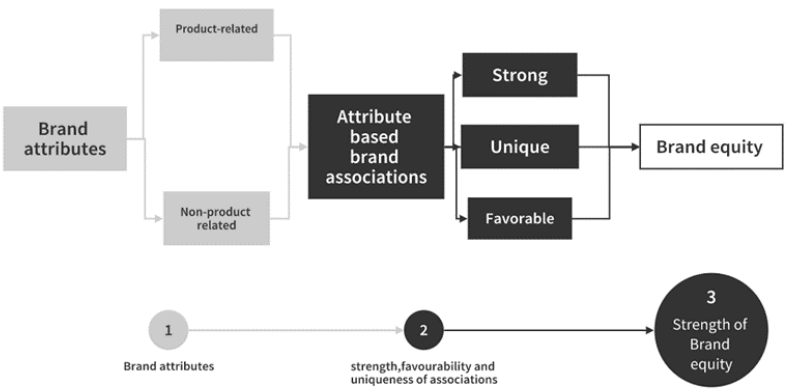 Product-related
Brand
attributes
Non-product
related
Attribute
based
brand
associations
Strong
Unique
Favorable
Brand equity
1
Brand attributes
2
strength,favourability and
uniqueness of associations
3
Strength of
Brand
equity